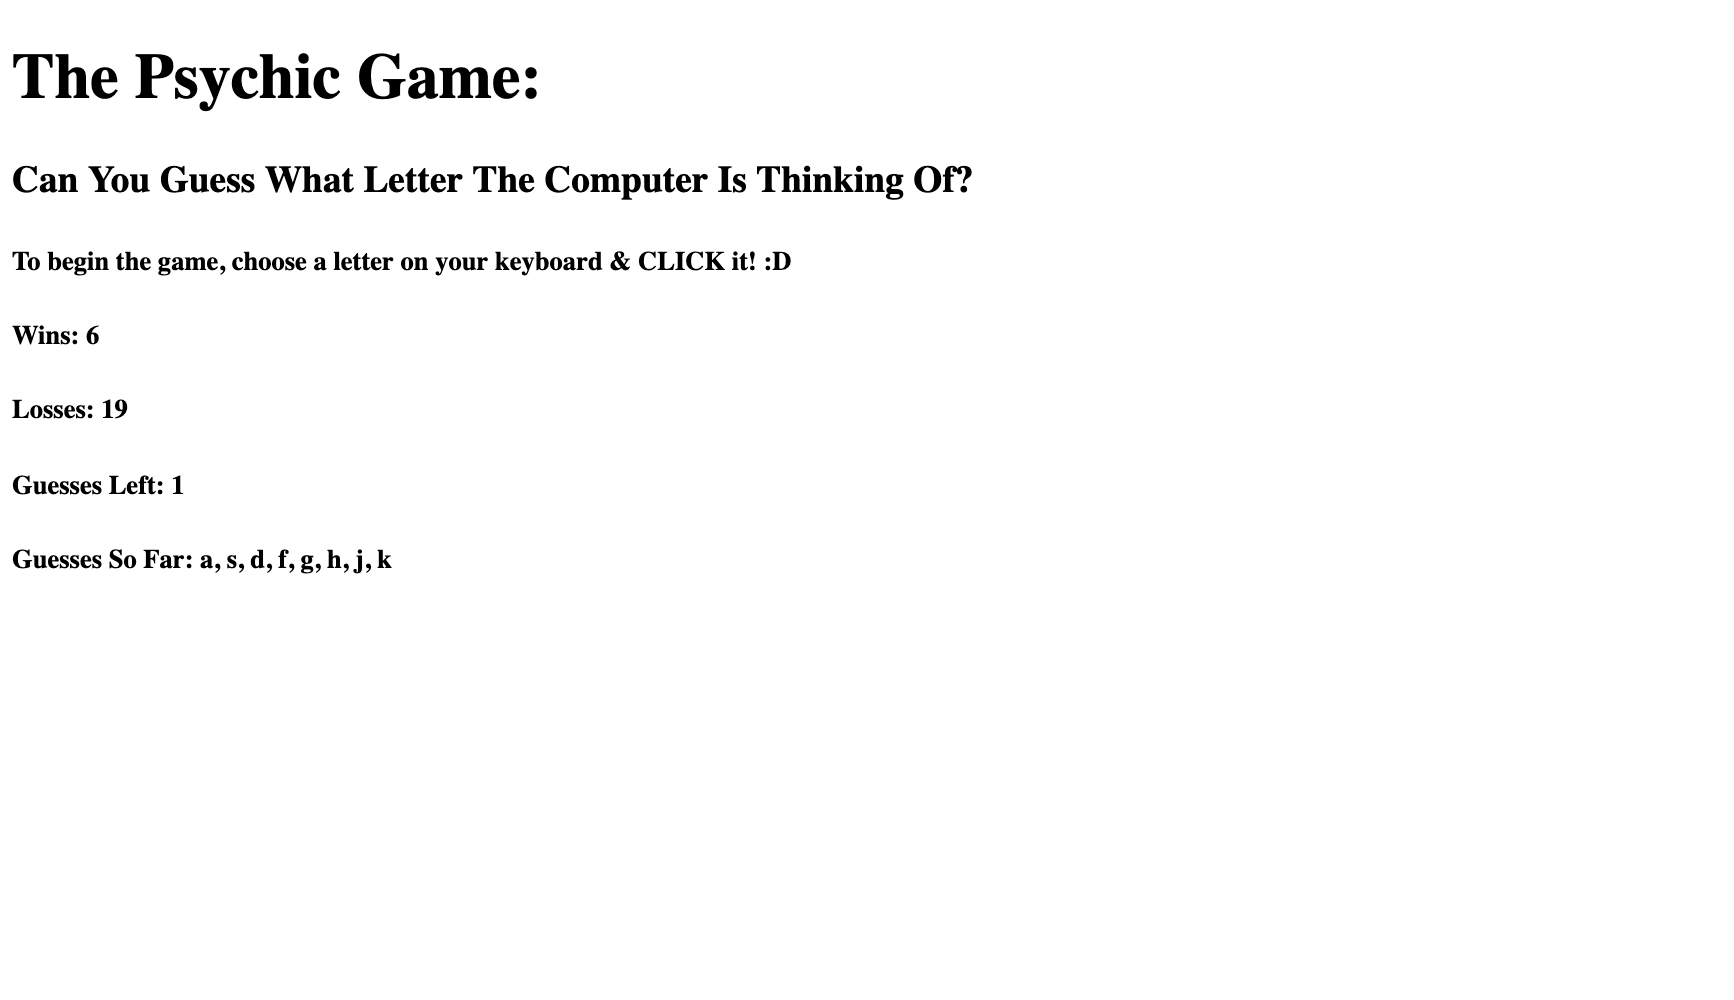 The Psychic Game:
Can You Guess What Letter The Computer Is Thinking Of?
To begin the game, choose a letter on your keyboard & CLICK it! :D
Wins: 6
Losses: 19
Guesses Left: 1
Guesses So Far: a, s, d, f, g, h, j, k